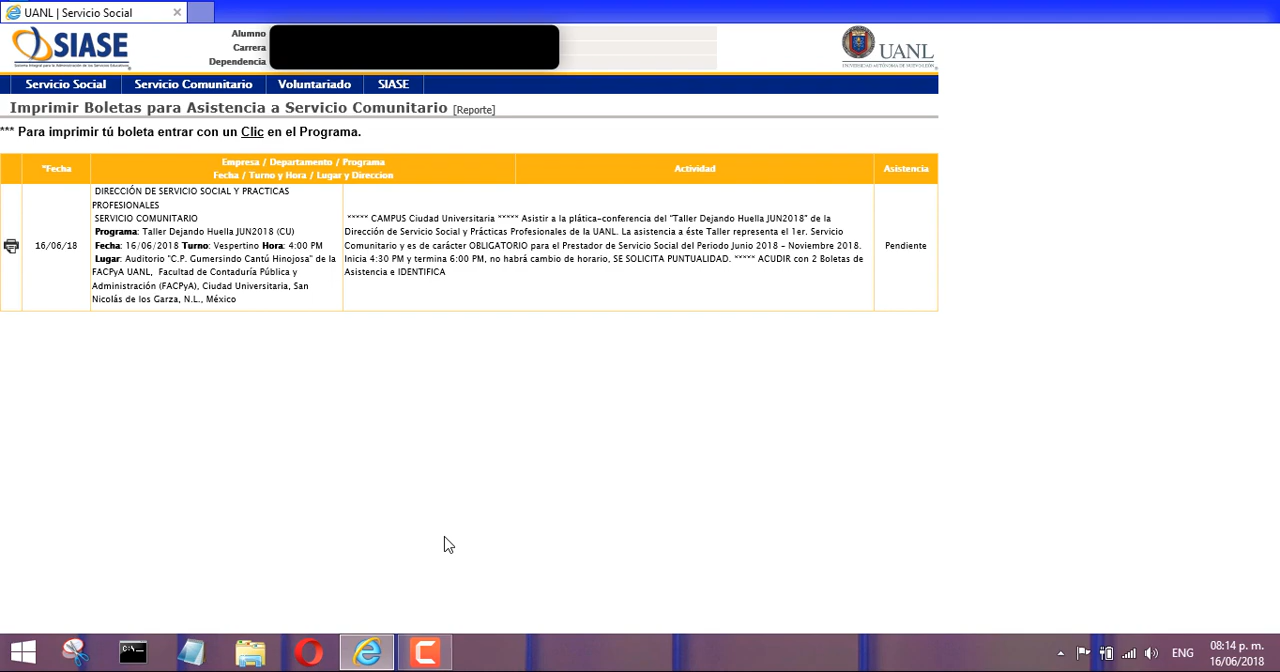 UANL | Servicio Social
SIASE
Alumno
Carrera
Dependencia
UANL
Servicio Social
Servicio Comunitario
Voluntariado
SIASE
Imprimir Boletas para Asistencia a Servicio Comunitario [Reporte]
*** Para imprimir tú boleta entrar con un Clic en el Programa.
"Fecha
Empresa / Departamento / Programa
Fecha / Turno y Hora / Lugar y Direccion
Actividad
Asistencia
16/06/18
DIRECCIÓN DE SERVICIO SOCIAL Y PRACTICAS
PROFESIONALES
SERVICIO COMUNITARIO
Programa: Taller Dejando Huella JUN2018 (CU)
Fecha: 16/06/2018 Turno: Vespertino Hora: 4:00 PM
Lugar: Auditorio "C.P. Gumersindo Cantú Hinojosa" de la
FACPyA UANL, Facultad de Contaduría Pública y
Administración (FACPyA), Ciudad Universitaria, San
Nicolás de los Garza, N.L., México
***** CAMPUS Ciudad Universitaria ***** Asistir a la plática-conferencia del "Taller Dejando Huella JUN2018" de la
Dirección de Servicio Social y Prácticas Profesionales de la UANL. La asistencia a éste Taller representa el 1er. Servicio
Comunitario y es de carácter OBLIGATORIO para el Prestador de Servicio Social del Periodo Junio 2018 - Noviembre 2018.
Inicia 4:30 PM y termina 6:00 PM, no habrá cambio de horario, SE SOLICITA PUNTUALIDAD. ***** ACUDIR con 2 Boletas de
Asistencia e IDENTIFICA
Pendiente
C:\-
ENG
08:14 p. m.
16/06/2018